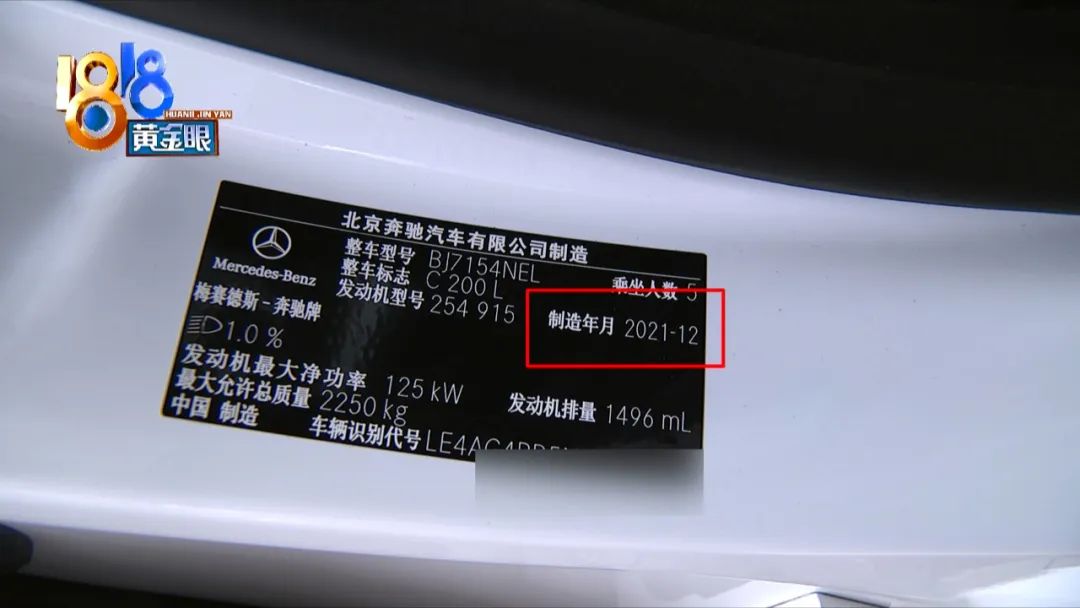 1818
HUANG JIN YAN
黄金眼
北京奔驰汽车有限公司制造
Mercedes-Benz
梅赛德斯-奔驰牌
整车型号 BJ7154NEL
整车标志 C 200 L
发动机型号 254 915
乘坐人数 5
制造年月 2021-12
1.0 %
发动机最大净功率 125 kW
最大允许总质量 2250 kg
发动机排量 1496 mL
中国 制造
车辆识别代号